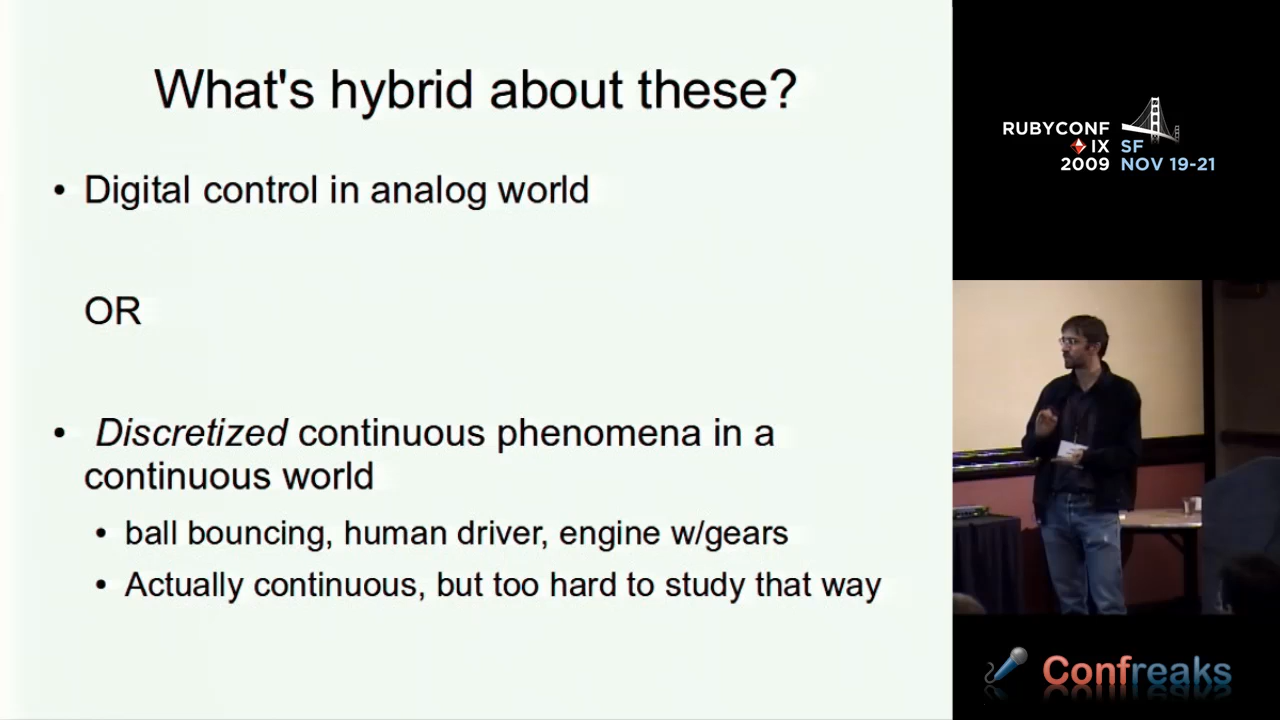 What's hybrid about these?
• Digital control in analog world
OR
• Discretized continuous phenomena in a
continuous world
• ball bouncing, human driver, engine w/gears
• Actually continuous, but too hard to study that way
RUBYCONF
IX SF
2009 NOV 19-21
Confreaks